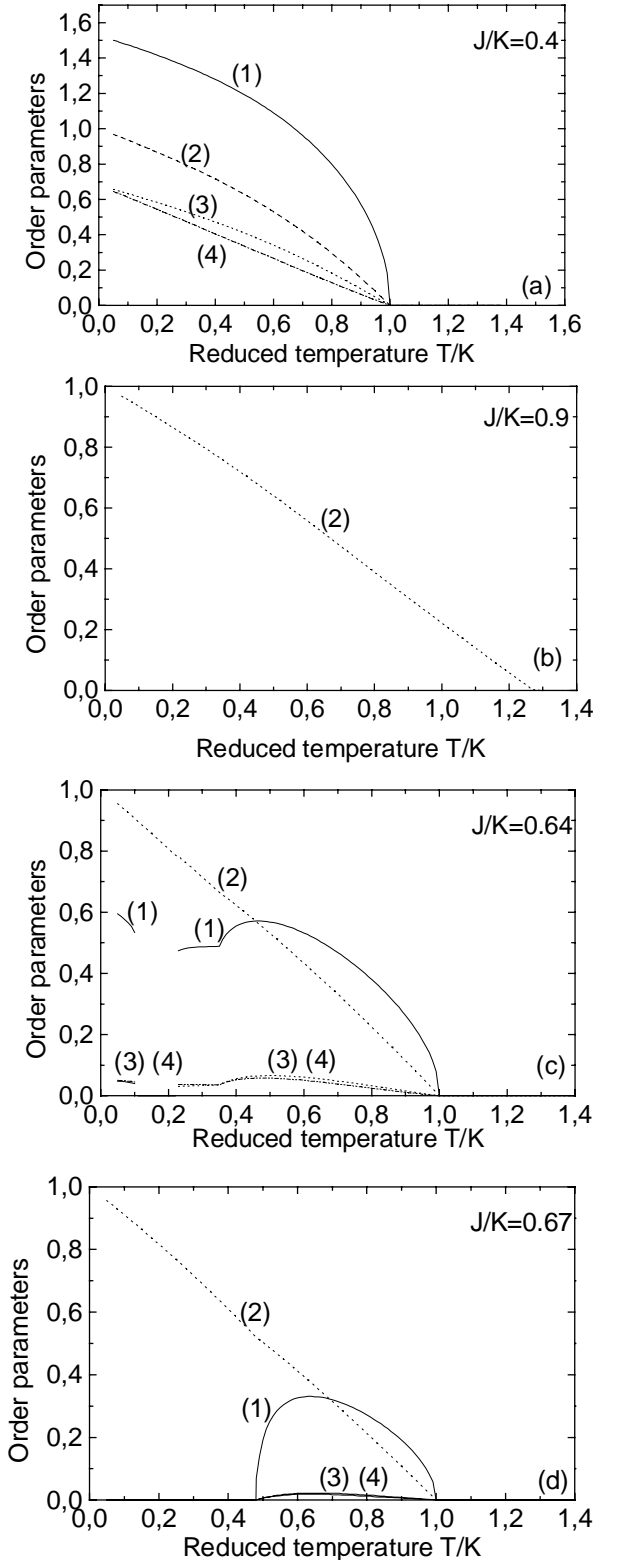 1,6
1,4
1,2
1,0
0,8
0,6
0,4
0,2
0,0
Order parameters
J/K=0.4
(1)
(2)
(3)
(4)
(a)
0,0 0,2 0,4 0,6 0,8 1,0 1,2 1,4 1,6
Reduced temperature T/K
1,0
0,8
0,6
0,4
0,2
0,0
Order parameters
J/K=0.9
(2)
(b)
0,0 0,2 0,4 0,6 0,8 1,0 1,2 1,4
Reduced temperature T/K
1,0
0,8
0,6
0,4
0,2
0,0
Order parameters
J/K=0.64
(2)
(1)
(1)
(3) (4)
(3) (4)
(c)
0,0 0,2 0,4 0,6 0,8 1,0 1,2 1,4
Reduced temperature T/K
1,0
0,8
0,6
0,4
0,2
0,0
Order parameters
J/K=0.67
(2)
(1)
(3) (4)
(d)
0,0 0,2 0,4 0,6 0,8 1,0 1,2 1,4
Reduced temperature T/K